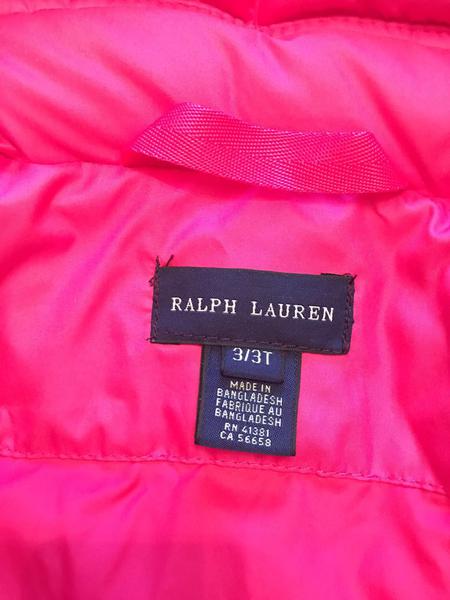 RALPH LAUREN
3/3T
MADE IN
BANGLADESH
FABRIQUE AU
BANGLADESH
RN 41381
CA 56658